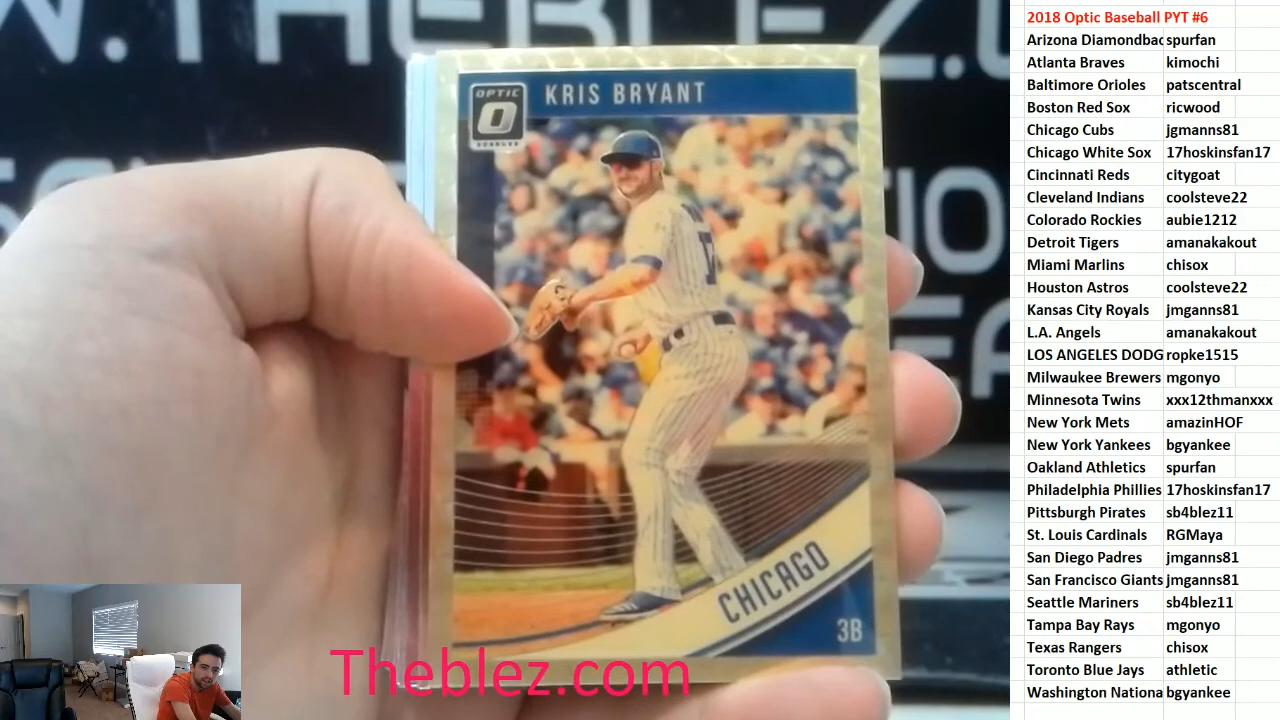 WW.THEBLEZ.C
OPTIC
O
DONRUSS
KRIS BRYANT
CHICAGO
3B
Theblez.com
2018 Optic Baseball PYT #6
Arizona Diamondbac spurfan
Atlanta Braves kimochi
Baltimore Orioles patscentral
Boston Red Sox ricwood
Chicago Cubs jgmanns81
Chicago White Sox 17hoskinsfan17
Cincinnati Reds citygoat
Cleveland Indians coolsteve22
Colorado Rockies aubie1212
Detroit Tigers amanakakout
Miami Marlins chisox
Houston Astros coolsteve22
Kansas City Royals jmganns81
L.A. Angels amanakakout
LOS ANGELES DODG ropke1515
Milwaukee Brewers mgonyo
Minnesota Twins xxx12thmanxxx
New York Mets amazinHOF
New York Yankees bgyankee
Oakland Athletics spurfan
Philadelphia Phillies 17hoskinsfan17
Pittsburgh Pirates sb4blez11
St. Louis Cardinals RGMaya
San Diego Padres jmganns81
San Francisco Giants jmganns81
Seattle Mariners sb4blez11
Tampa Bay Rays mgonyo
Texas Rangers chisox
Toronto Blue Jays athletic
Washington Nationa bgyankee